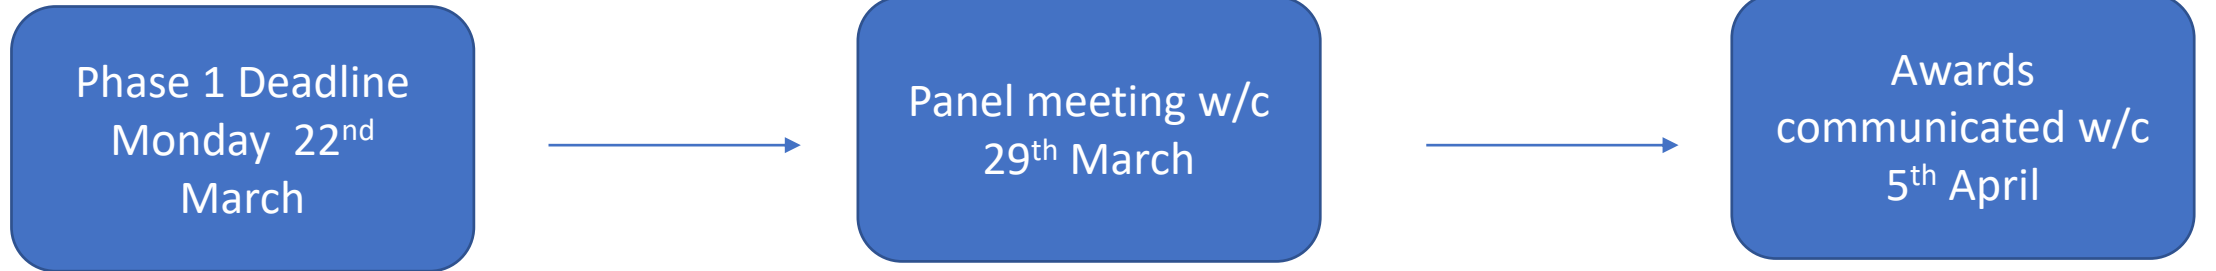 Phase 1 Deadline
Monday  22nd
March
Panel meeting w/c
29th March
Awards
communicated w/c
5th April